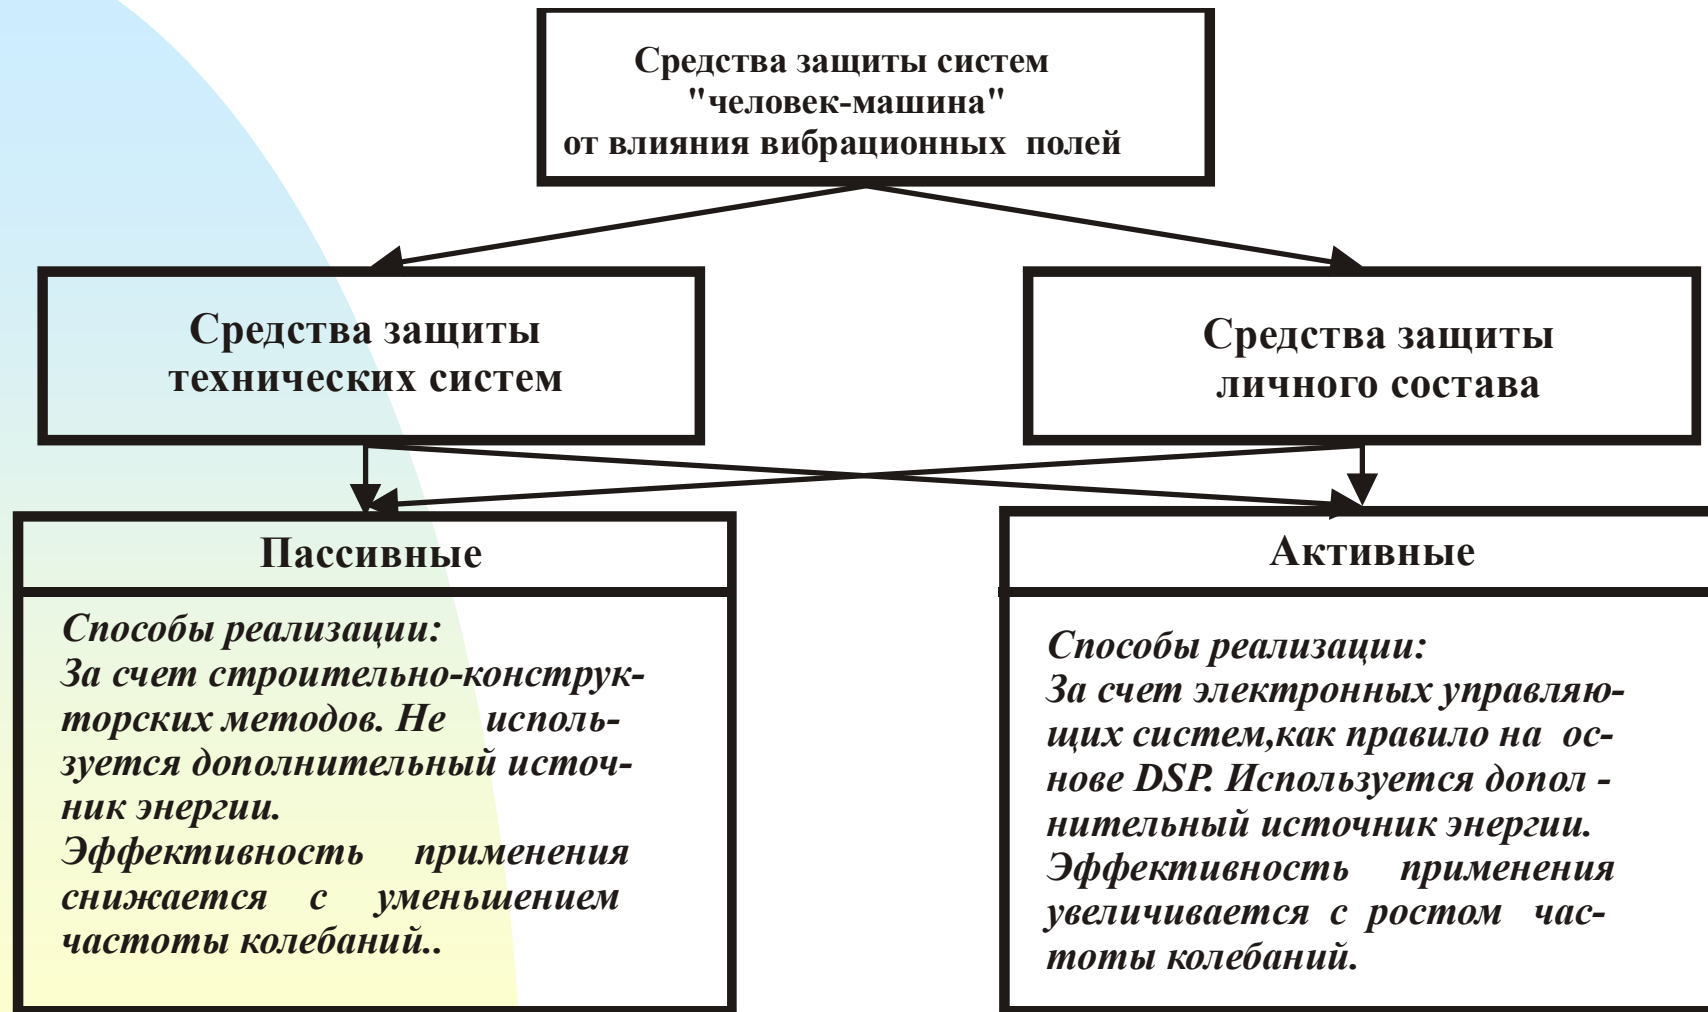 Средства защиты систем
"человек-машина"
от влияния вибрационных полей
Средства защиты
технических систем
Средства защиты
личного состава
Пассивные
Способы реализации:
За счет строительно-конструк-
торских методов. Не исполь-
зуется дополнительный источ-
ник энергии.
Эффективность применения
снижается с уменьшением
частоты колебаний..
Активные
Способы реализации:
За счет электронных управляю-
щих систем,как правило на ос-
нове DSP. Используется допол -
нительный источник энергии.
Эффективность применения
увеличивается с ростом час-
тоты колебаний.